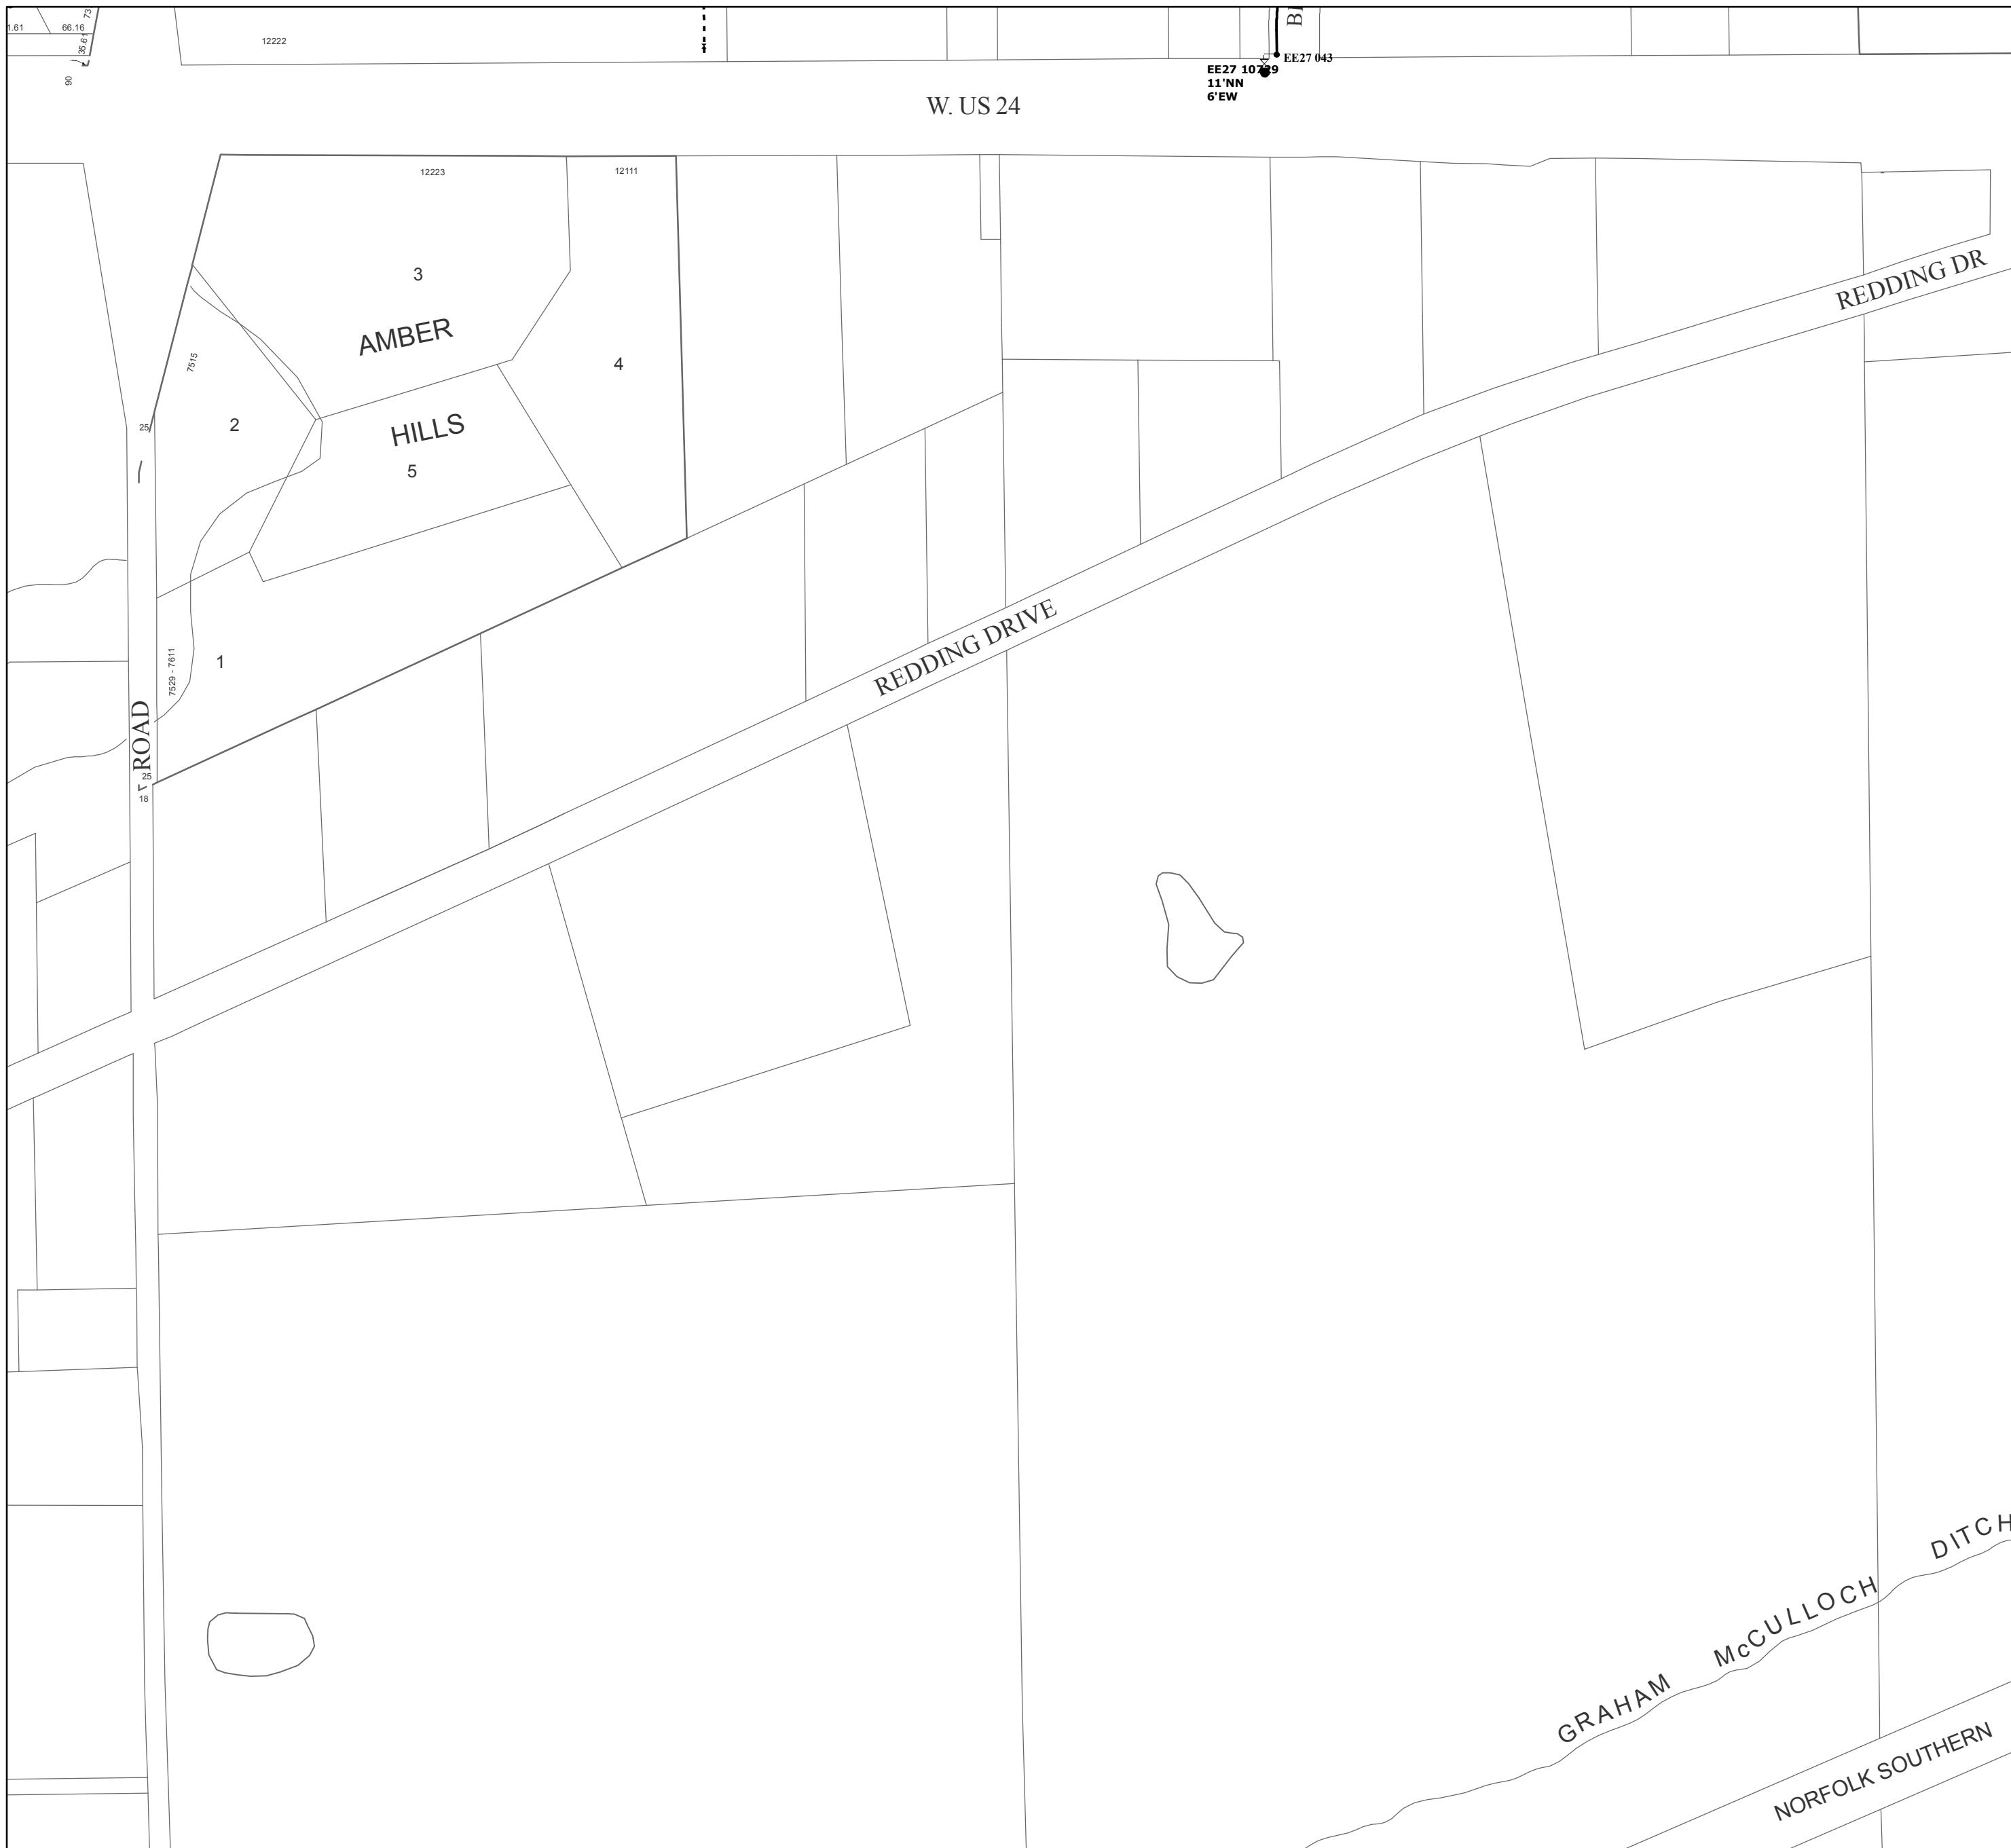 1.61
66.16
73
35.61
90
12222
BI
EE27 043
11'NN
6'EW
W. US 24
12223
12111
3
AMBER
4
HILLS
5
7515
2
25
REDDING DR
REDDING DRIVE
7529 - 7611
1
ROAD
25
18
GRAHAM McCULLOCH DITCH
NORFOLK SOUTHERN